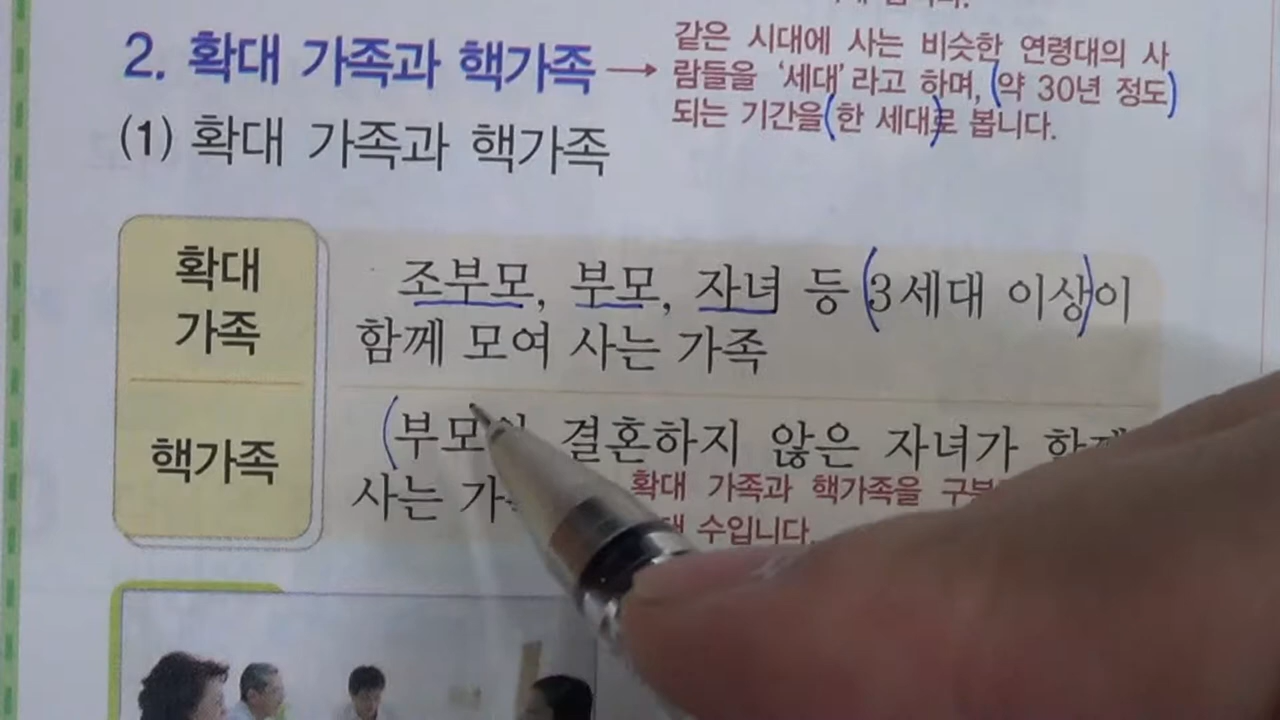 2. 확대 가족과 핵가족 →
같은 시대에 사는 비슷한 연령대의 사
람들을 '세대'라고 하며, (약 30년 정도)
되는 기간을 (한 세대)로 봅니다.
(1) 확대 가족과 핵가족
확대
가족
조부모, 부모, 자녀 등 (3세대 이상)이
함께 모여 사는 가족
핵가족
(부모 결혼하지 않은 자녀가
사는
확대 가족과 핵가족을
수입니다.